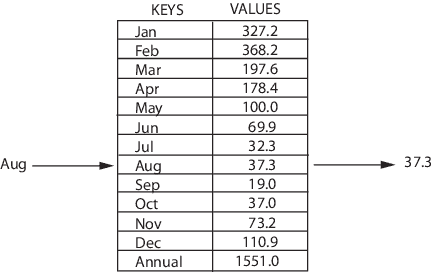 KEYS VALUES
Jan 327.2
Feb 368.2
Mar 197.6
Apr 178.4
May 100.0
Jun 69.9
Jul 32.3
Aug Aug 37.3 37.3
Sep 19.0
Oct 37.0
Nov 73.2
Dec 110.9
Annual 1551.0